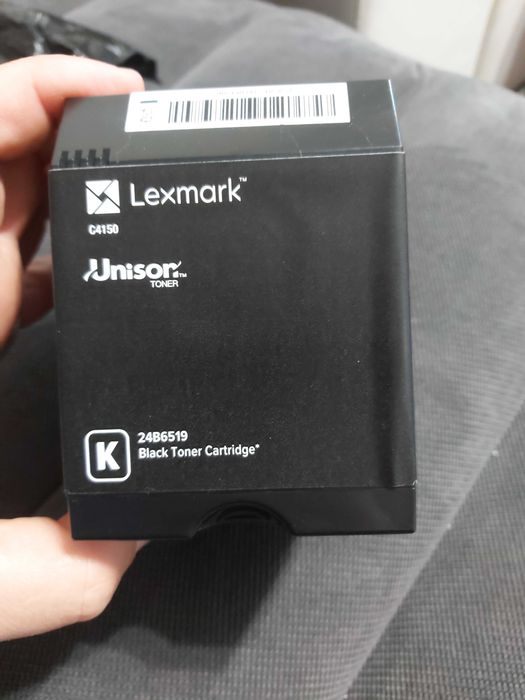 Lexmark™
C4150
Unison™
TONER
K
24B6519
Black Toner Cartridge*